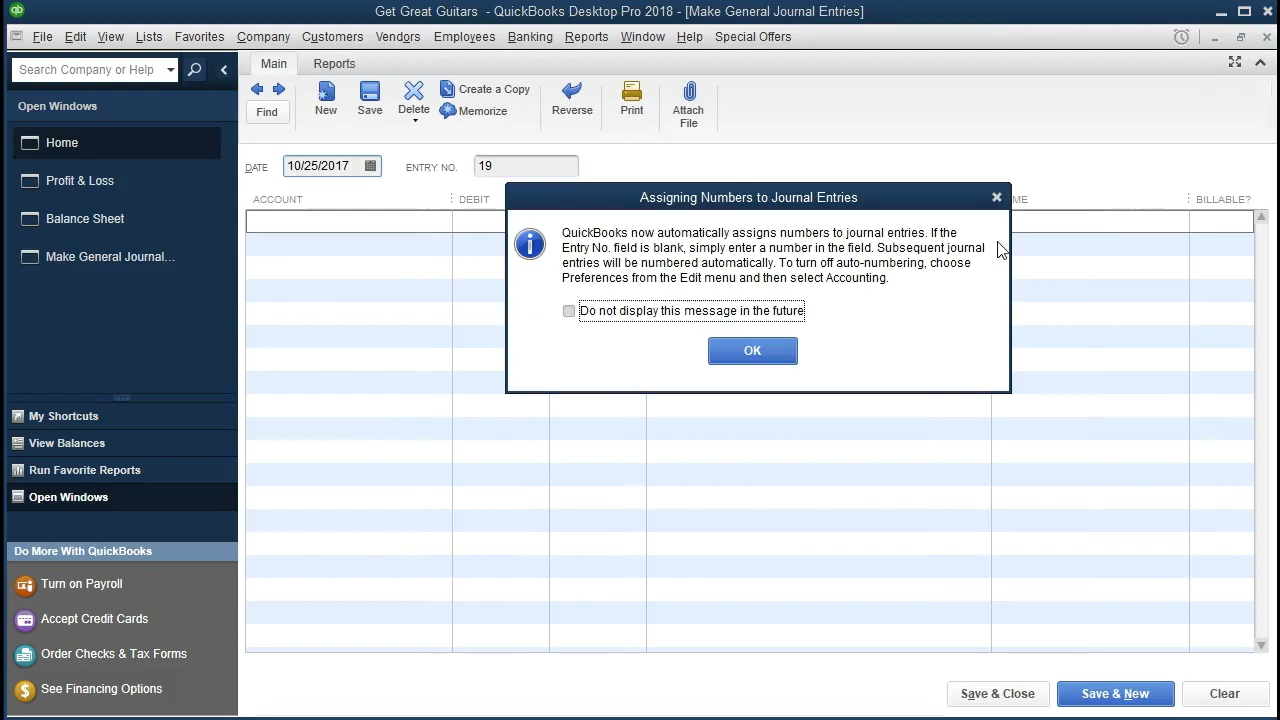 Get Great Guitars - QuickBooks Desktop Pro 2018 - [Make General Journal Entries]
File Edit View Lists Favorites Company Customers Vendors Employees Banking Reports Window Help Special Offers
Search Company or Help
Main Reports
Find
New
Save
Delete
Create a Copy
Memorize
Reverse
Print
Attach
File
Open Windows
Home
Profit & Loss
Balance Sheet
Make General Journal...
My Shortcuts
View Balances
Run Favorite Reports
Open Windows
Do More With QuickBooks
Turn on Payroll
Accept Credit Cards
Order Checks & Tax Forms
See Financing Options
DATE 10/25/2017 ENTRY NO. 19
ACCOUNT DEBIT ME BILLABLE?
Assigning Numbers to Journal Entries
QuickBooks now automatically assigns numbers to journal entries. If the
Entry No. field is blank, simply enter a number in the field. Subsequent journal
entries will be numbered automatically. To turn off auto-numbering, choose
Preferences from the Edit menu and then select Accounting.
Do not display this message in the future
OK
Save & Close Save & New Clear